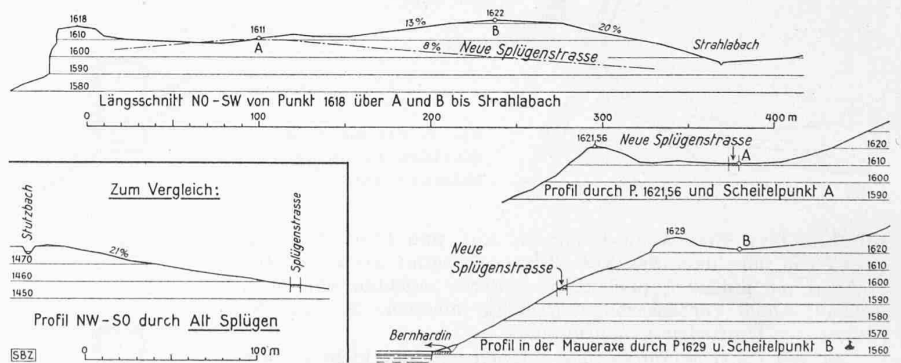 1618
1611
13%
1622
20%
1610
A
B
Strahlabach
1600
8%
Neue Splügenstrasse
1590
1580
Längsschnitt NO-SW von Punkt 1618 über A und B bis Strahlabach
0
100
200
300
400 m
1621,56
Neue Splügenstrasse
A
1620
1610
1600
1590
Profil durch P. 1621,56 und Scheitelpunkt A
Zum Vergleich:
Stutzbach
21%
Splügenstrasse
1470
1460
1450
Profil NW-SO durch Alt Splügen
SBZ
0
100 m
1629
B
Neue
Splügenstrasse
1620
1610
1600
1590
1580
1570
1560
Bernhardin
Profil in der Maueraxe durch P1629 u. Scheitelpunkt B